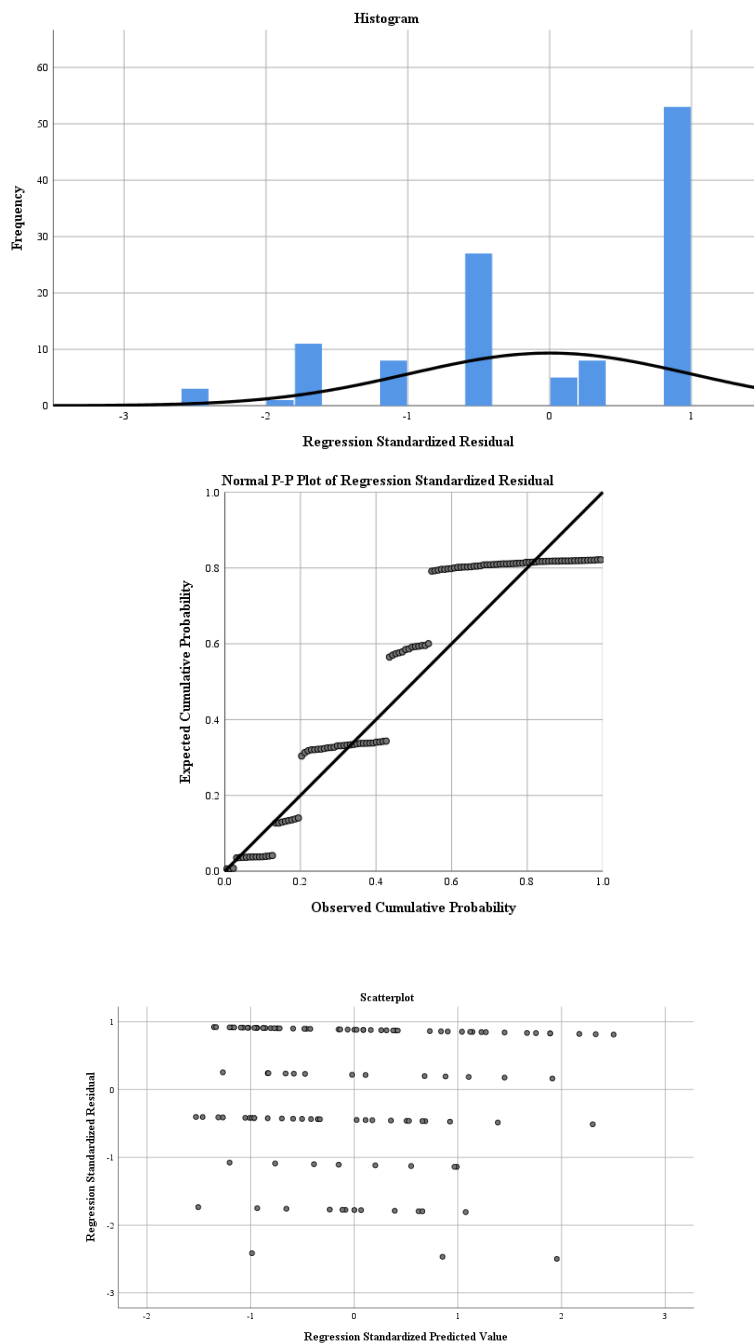 Histogram
60
50
40
30
20
10
0
Frequency
-3 -2 -1 0 1
Regression Standardized Residual
Normal P-P Plot of Regression Standardized Residual
1.0
0.8
0.6
0.4
0.2
0.0
Expected Cumulative Probability
0.0 0.2 0.4 0.6 0.8 1.0
Observed Cumulative Probability
Scatterplot
1
0
-1
-2
-3
Regression Standardized Residual
-2 -1 0 1 2 3
Regression Standardized Predicted Value